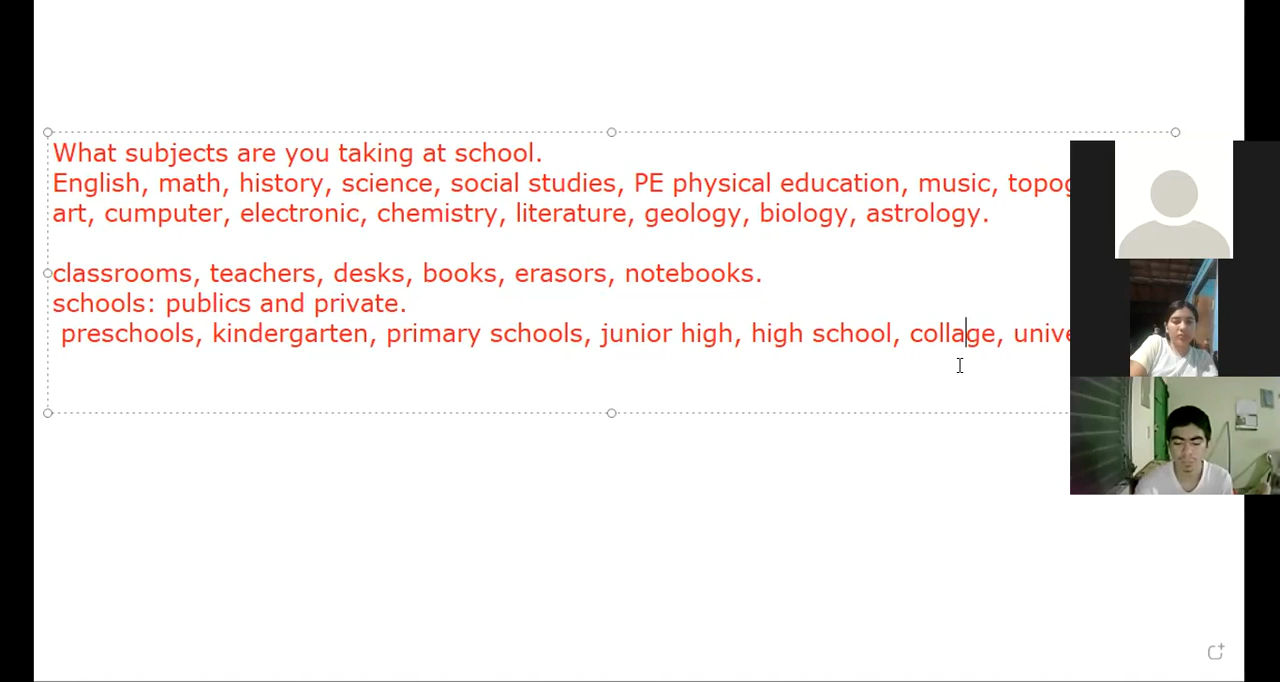 What subjects are you taking at school.
English, math, history, science, social studies, PE physical education, music,
art, cumputer, electronic, chemistry, literature, geology, biology, astrology.
classrooms, teachers, desks, books, erasors, notebooks.
schools: publics and private.
preschools, kindergarten, primary schools, junior high, high school, collage,